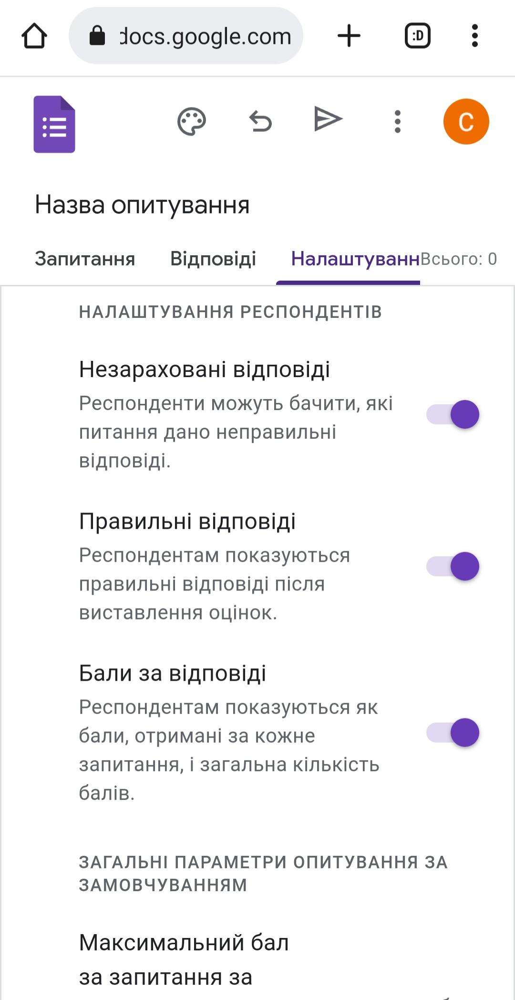 docs.google.com
:D
C
Назва опитування
Запитання Відповіді Налаштуванн Всього: 0
НАЛАШТУВАННЯ РЕСПОНДЕНТІВ
Незараховані відповіді
Респонденти можуть бачити, які
питання дано неправильні
відповіді.
Правильні відповіді
Респондентам показуються
правильні відповіді після
виставлення оцінок.
Бали за відповіді
Респондентам показуються як
бали, отримані за кожне
запитання, і загальна кількість
балів.
ЗАГАЛЬНІ ПАРАМЕТРИ ОПИТУВАННЯ ЗА
ЗАМОВЧУВАННЯМ
Максимальний бал
за запитання за